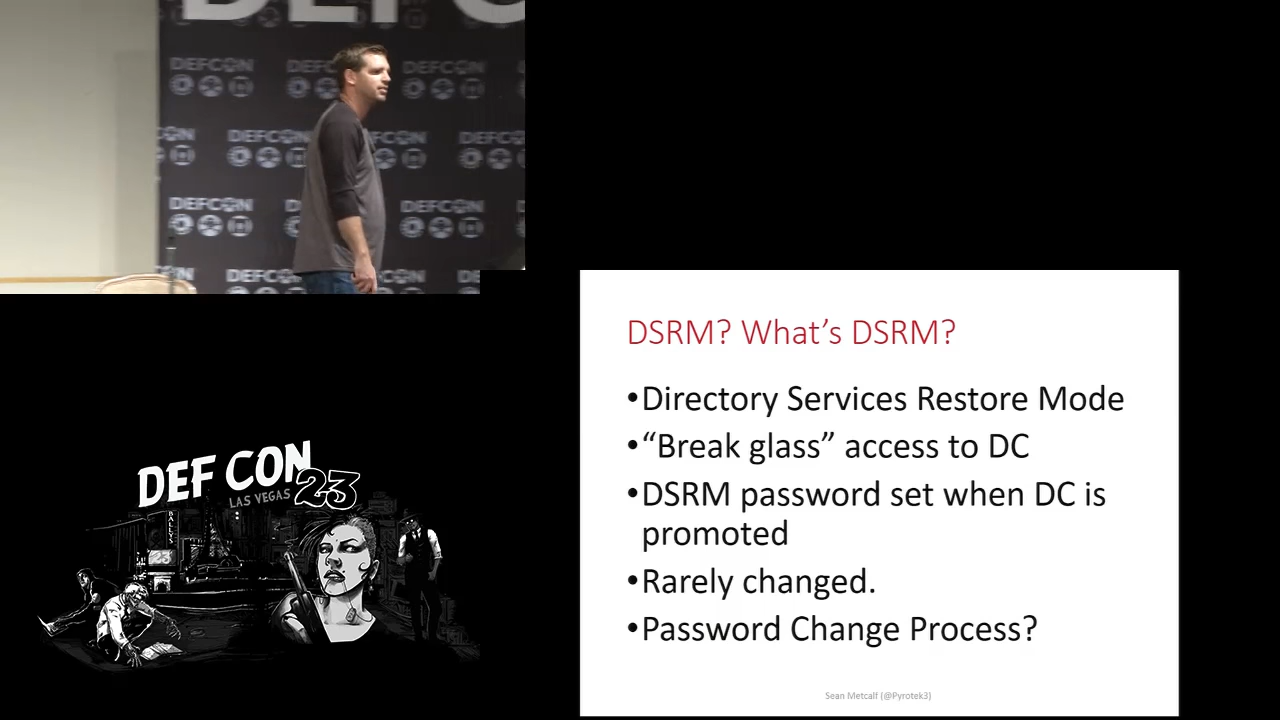 DEFCON
DEFCON
DEFCON
DEFCON
DEFCON
DEFCON
DEFCON
DSRM? What’s DSRM?
•Directory Services Restore Mode
•“Break glass” access to DC
•DSRM password set when DC is
promoted
•Rarely changed.
•Password Change Process?
Sean Metcalf (@Pyrotek3)
DEF CON
LAS VEGAS 23
BALLYS
23